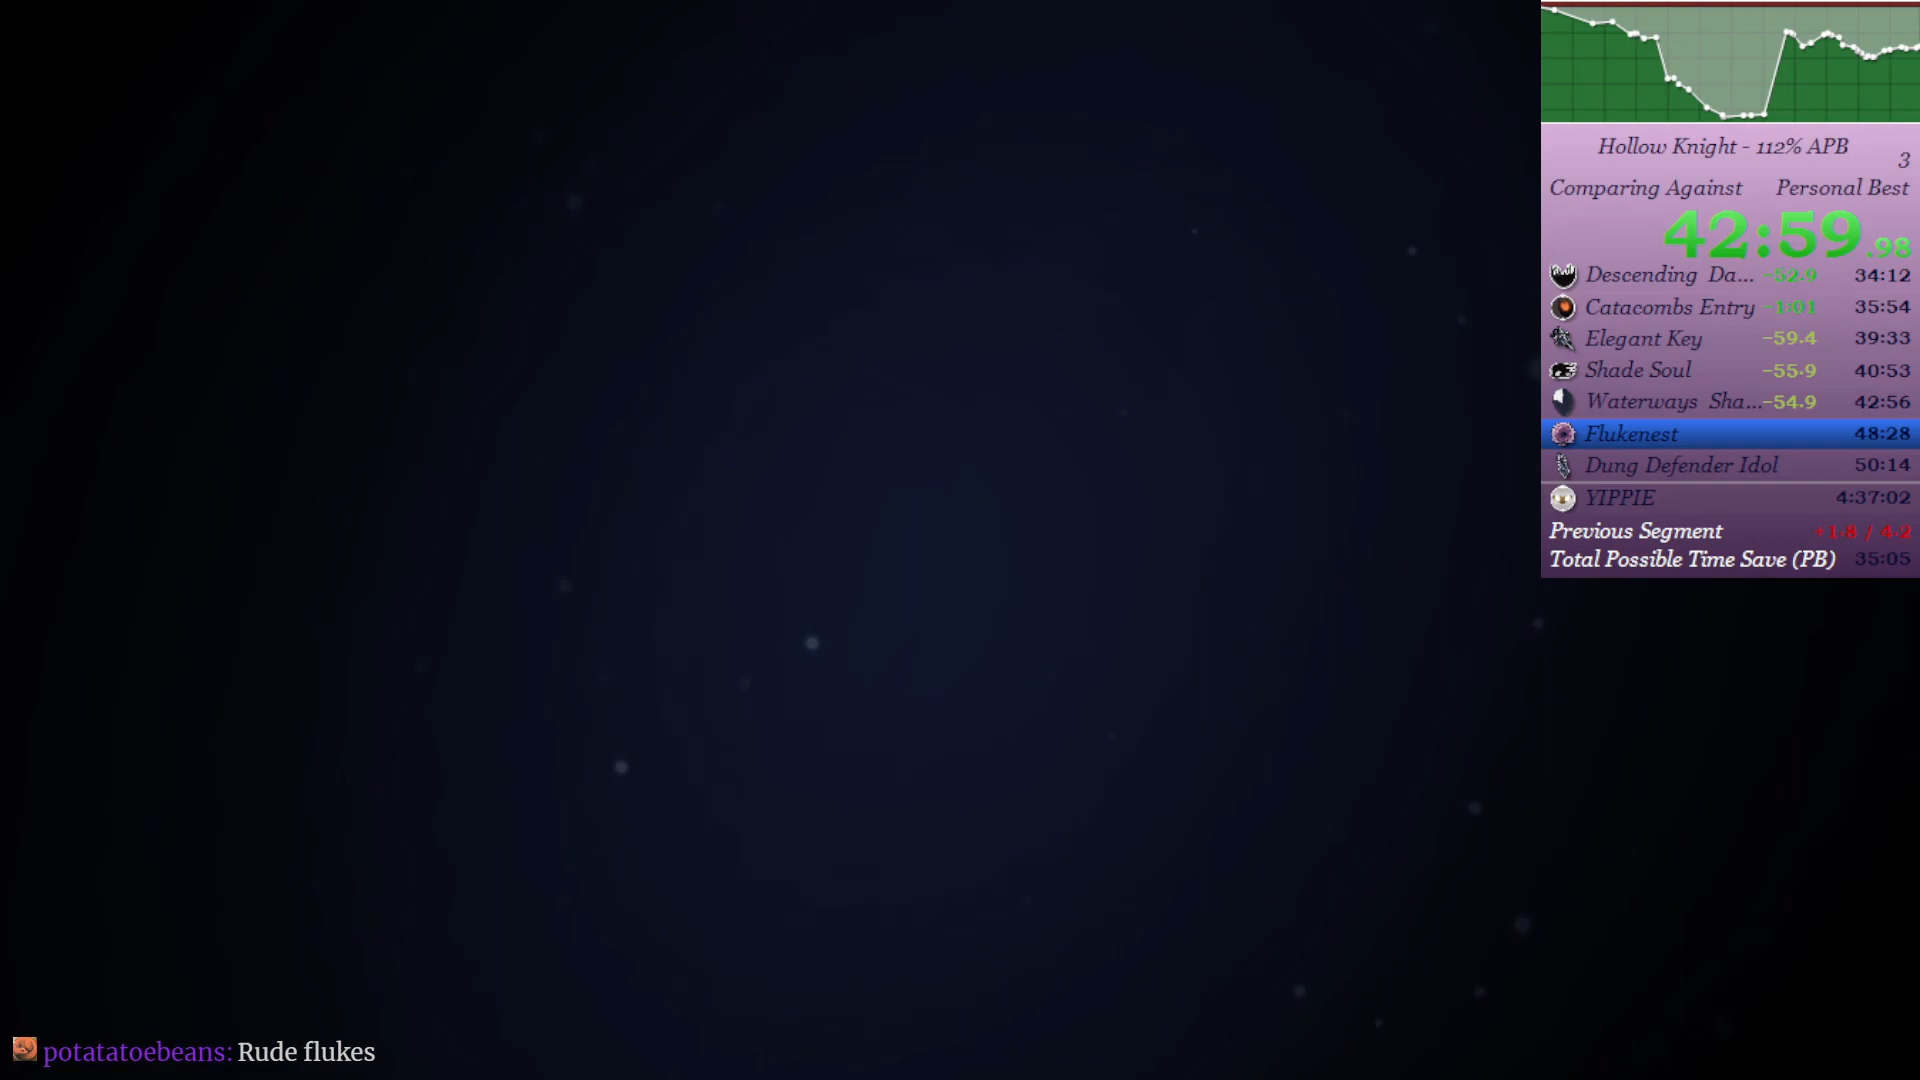 Hollow Knight - 112% APB
3
Comparing Against Personal Best
42:59.98
Descending Da... -52.9 34:12
Catacombs Entry -1:01 35:54
Elegant Key -59.4 39:33
Shade Soul -55.9 40:53
Waterways Sha... -54.9 42:56
Flukenest 48:28
Dung Defender Idol 50:14
YIPPIE 4:37:02
Previous Segment +1.8 / 4.2
Total Possible Time Save (PB) 35:05
potatatoebeans: Rude flukes